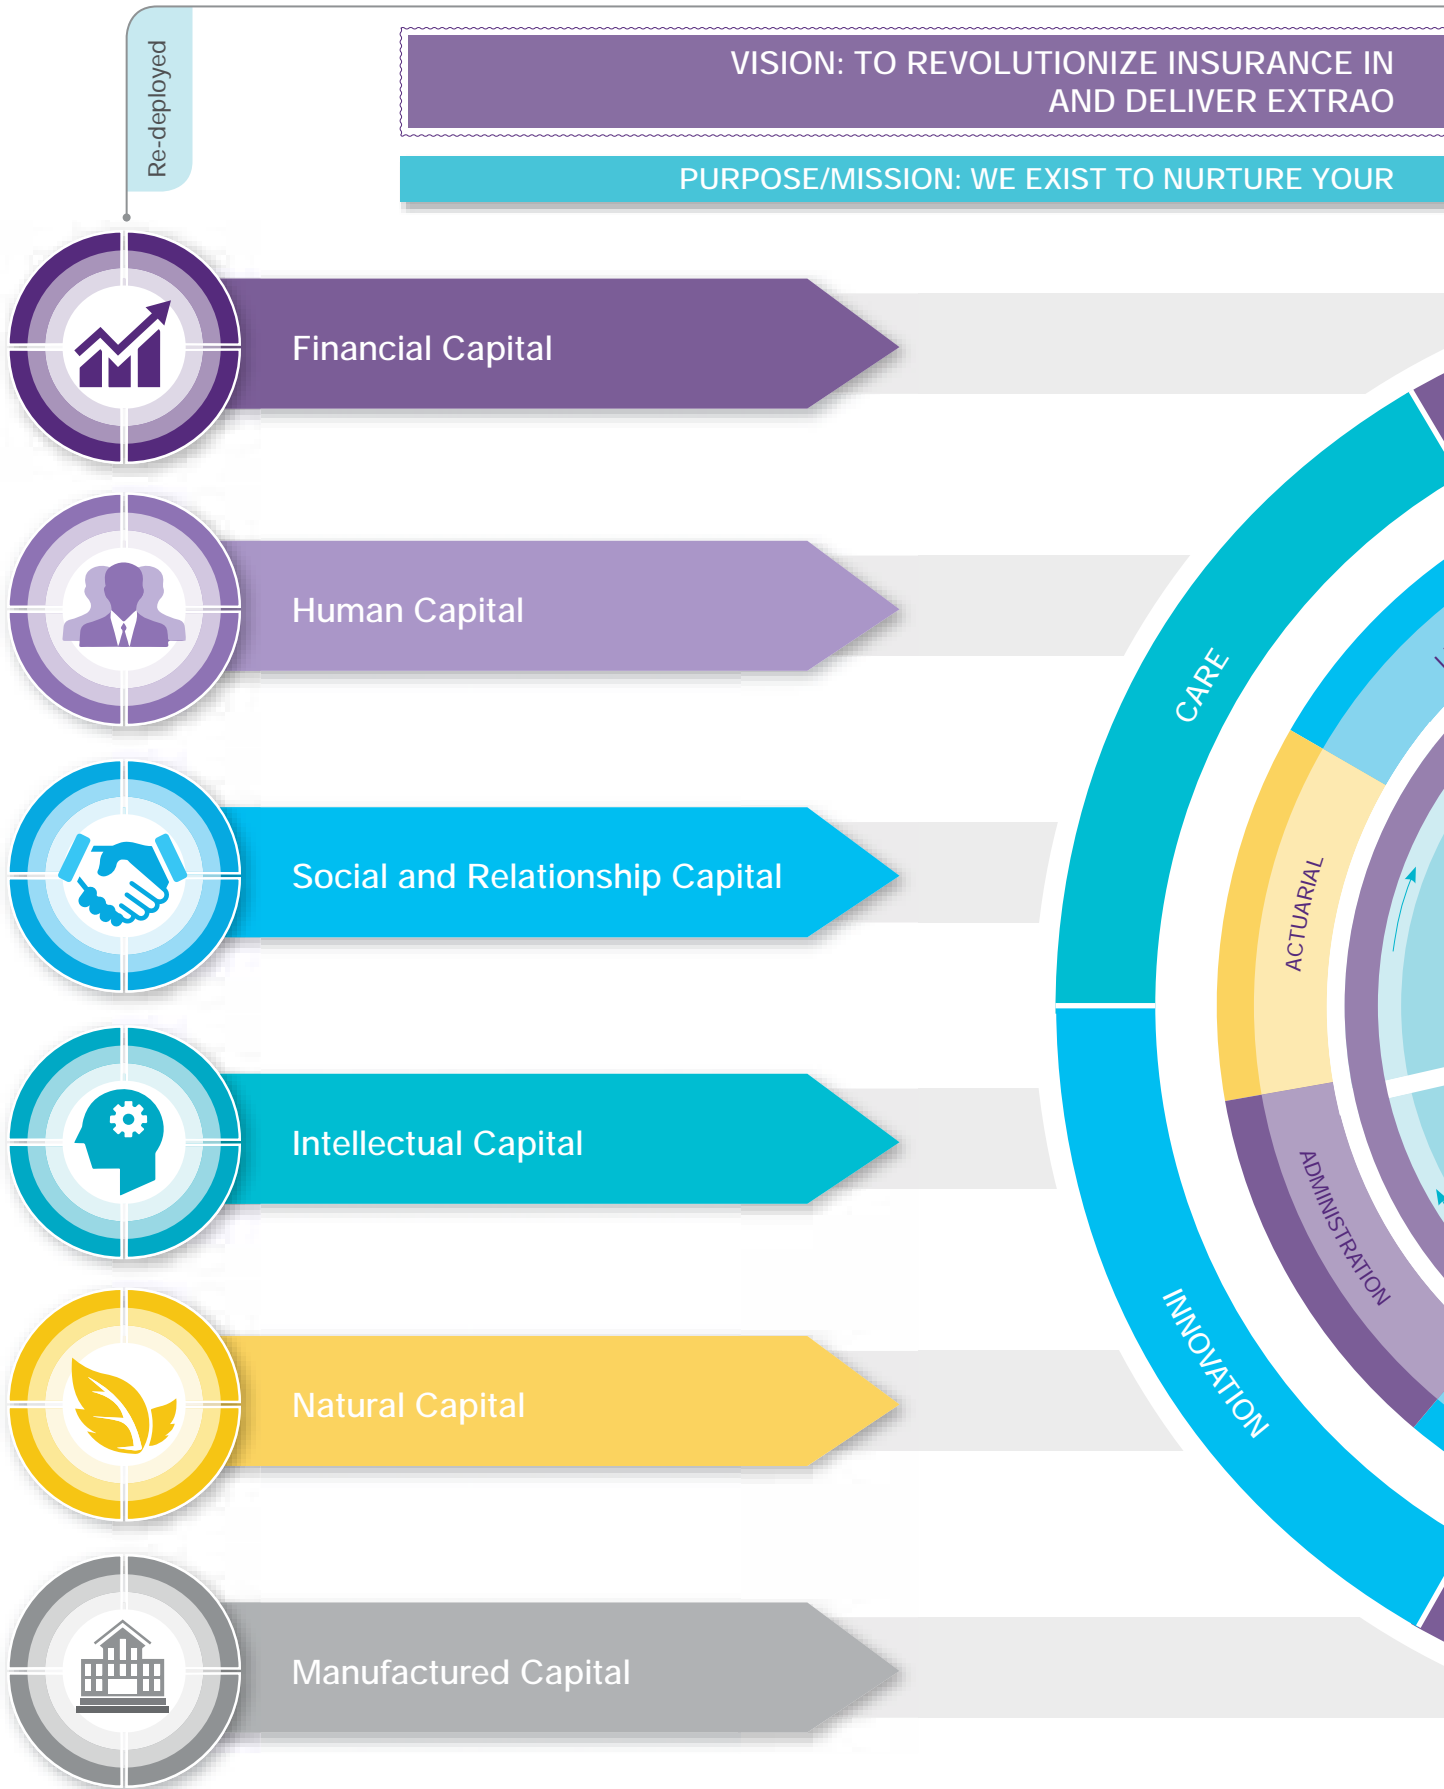 Re-deployed
VISION: TO REVOLUTIONIZE INSURANCE IN
AND DELIVER EXTRAO
PURPOSE/MISSION: WE EXIST TO NURTURE YOUR
Financial Capital
Human Capital
Social and Relationship Capital
Intellectual Capital
Natural Capital
Manufactured Capital
CARE
ACTUARIAL
ADMINISTRATION
INNOVATION